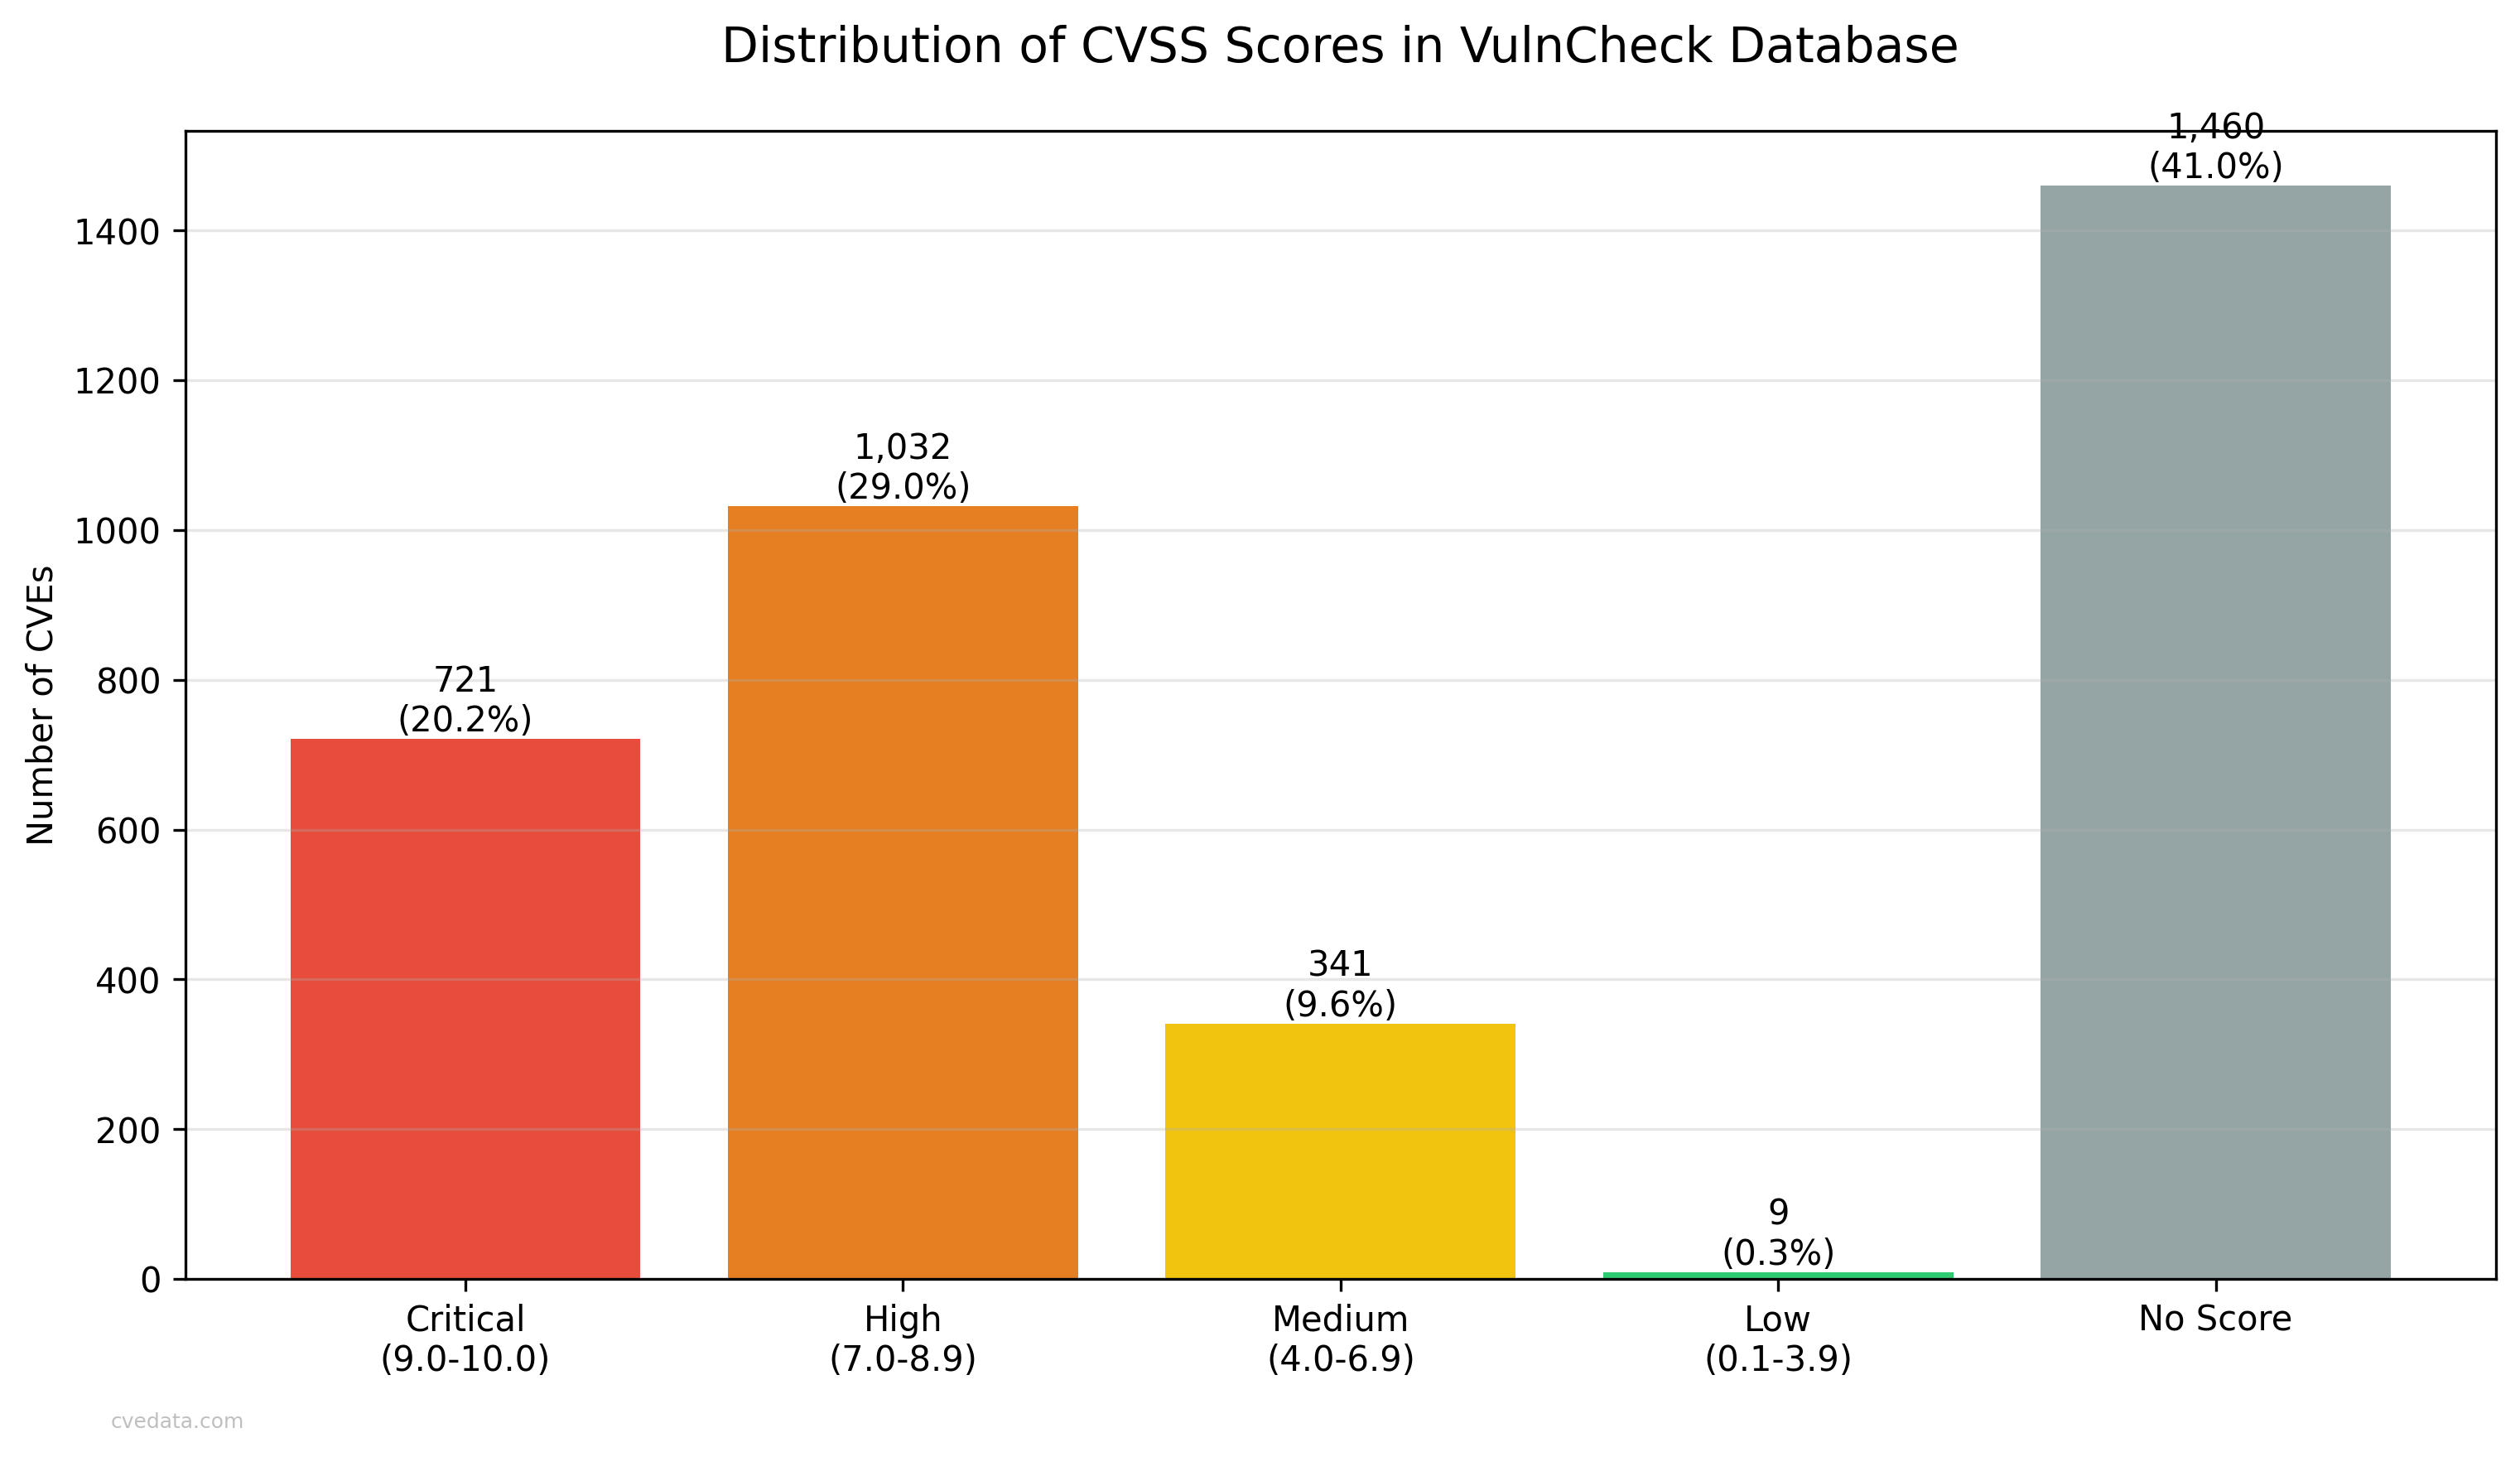 Distribution of CVSS Scores in VulnCheck Database
1,460
(41.0%)
1400
1200
1,032
(29.0%)
1000
Number of CVEs
800
721
(20.2%)
600
400
341
(9.6%)
200
9
(0.3%)
0
Critical
(9.0-10.0)
High
(7.0-8.9)
Medium
(4.0-6.9)
Low
(0.1-3.9)
No Score
cvedata.com